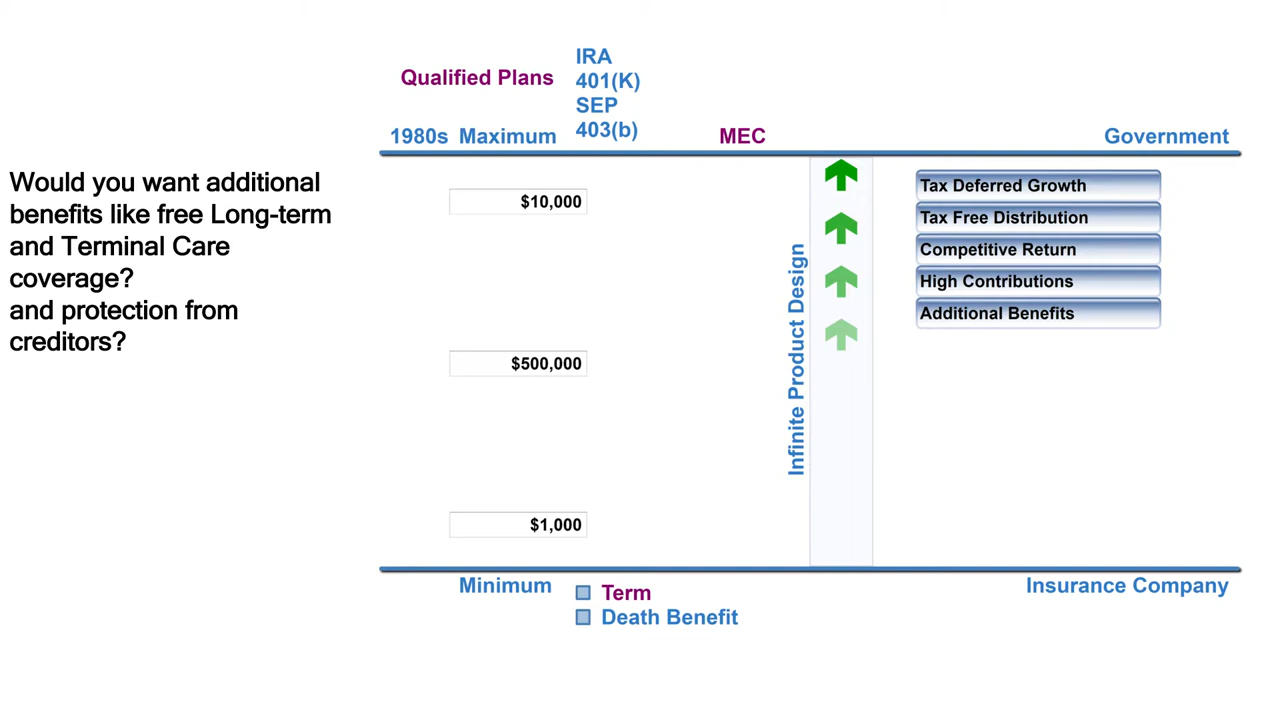 IRA
Qualified Plans
401(K)
SEP
403(b)
1980s Maximum
MEC
Government
Would you want additional
benefits like free Long-term
and Terminal Care
coverage?
and protection from
creditors?
$10,000
$500,000
$1,000
Infinite Product Design
Tax Deferred Growth
Tax Free Distribution
Competitive Return
High Contributions
Additional Benefits
Minimum
Term
Death Benefit
Insurance Company